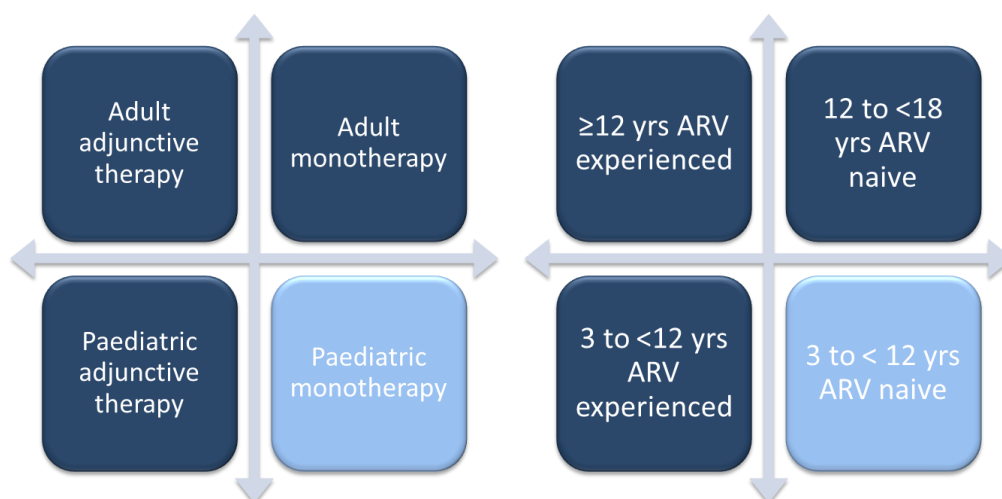 Adult
adjunctive
therapy
Adult
monotherapy
Paediatric
adjunctive
therapy
Paediatric
monotherapy
≥12 yrs ARV
experienced
12 to <18
yrs ARV
naive
3 to <12 yrs
ARV
experienced
3 to < 12 yrs
ARV naive